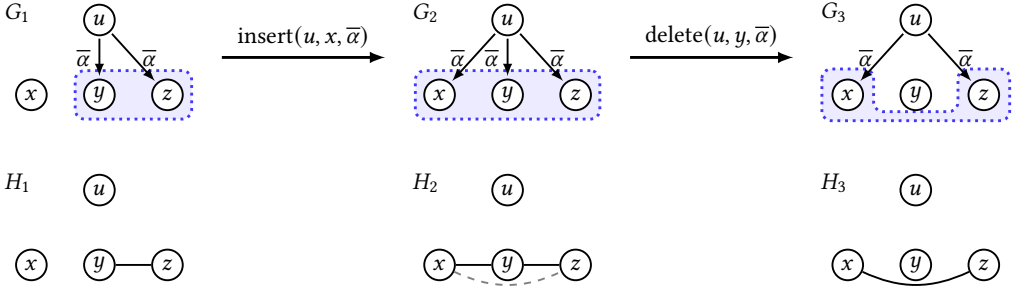 G₁ u insert(u, x, α̅) G₂ u delete(u, y, α̅) G₃ u
α̅ α̅ α̅ α̅ α̅ α̅ α̅
x y z x y z x y z
H₁ u H₂ u H₃ u
x y z x y z x y z